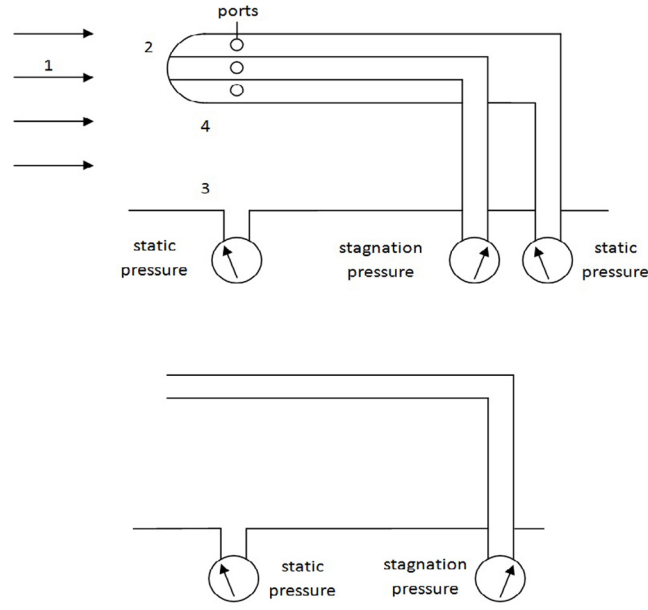 ports
2
1
4
3
static
pressure
stagnation
pressure
static
pressure
static
pressure
stagnation
pressure